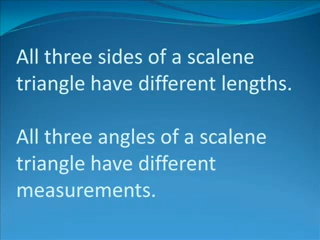 All three sides of a scalene
triangle have different lengths.
All three angles of a scalene
triangle have different
measurements.